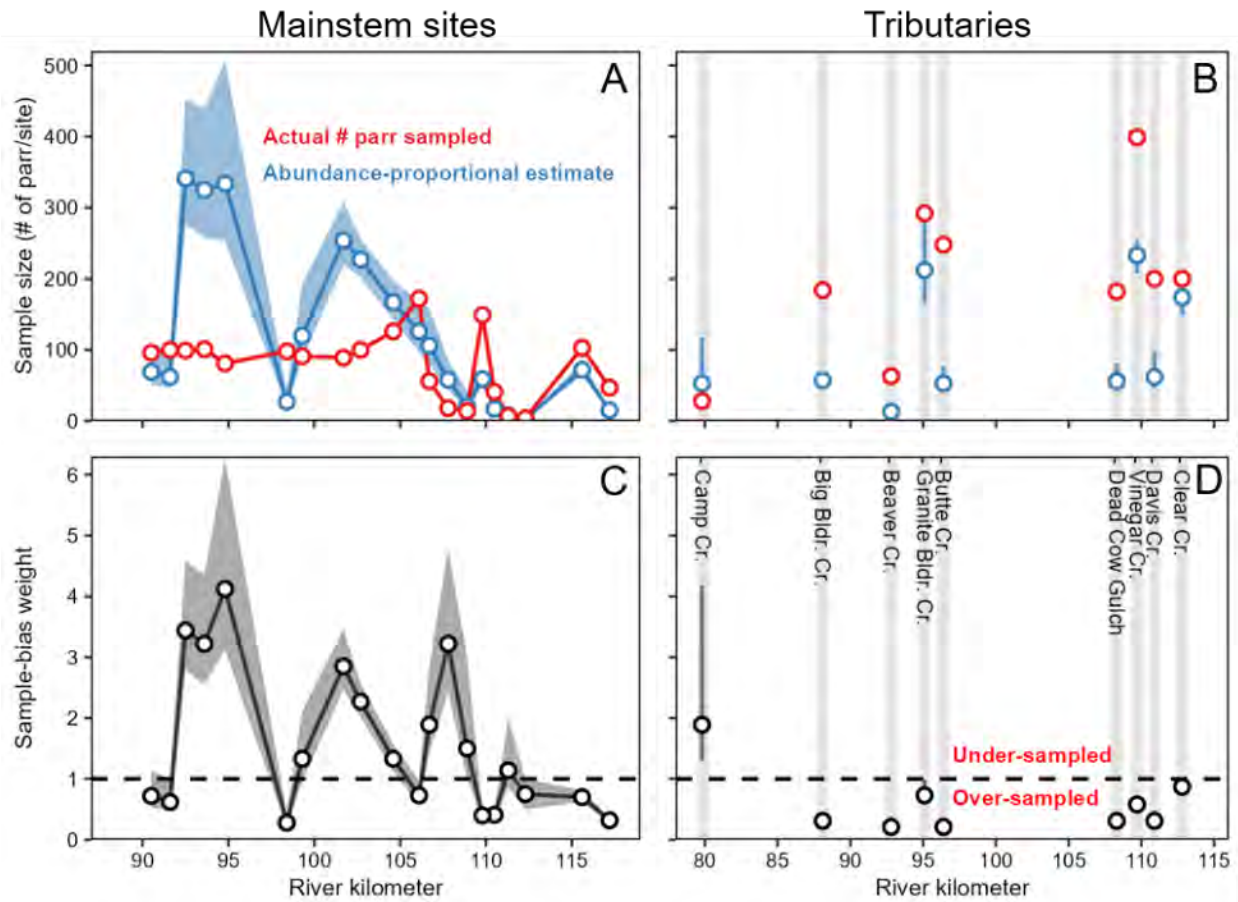 Mainstem sites
Tributaries
Sample size (# of parr/site)
500
400
300
200
100
0
A
Actual # parr sampled
Abundance-proportional estimate
B
Sample-bias weight
6
5
4
3
2
1
0
C
90
95
100
105
110
115
River kilometer
Camp Cr.
Big Bldr. Cr.
Beaver Cr.
Granite Bldr. Cr.
Butte Cr.
Dead Cow Gulch
Vinegar Cr.
Davis Cr.
Clear Cr.
D
Under-sampled
Over-sampled
80
85
90
95
100
105
110
115
River kilometer